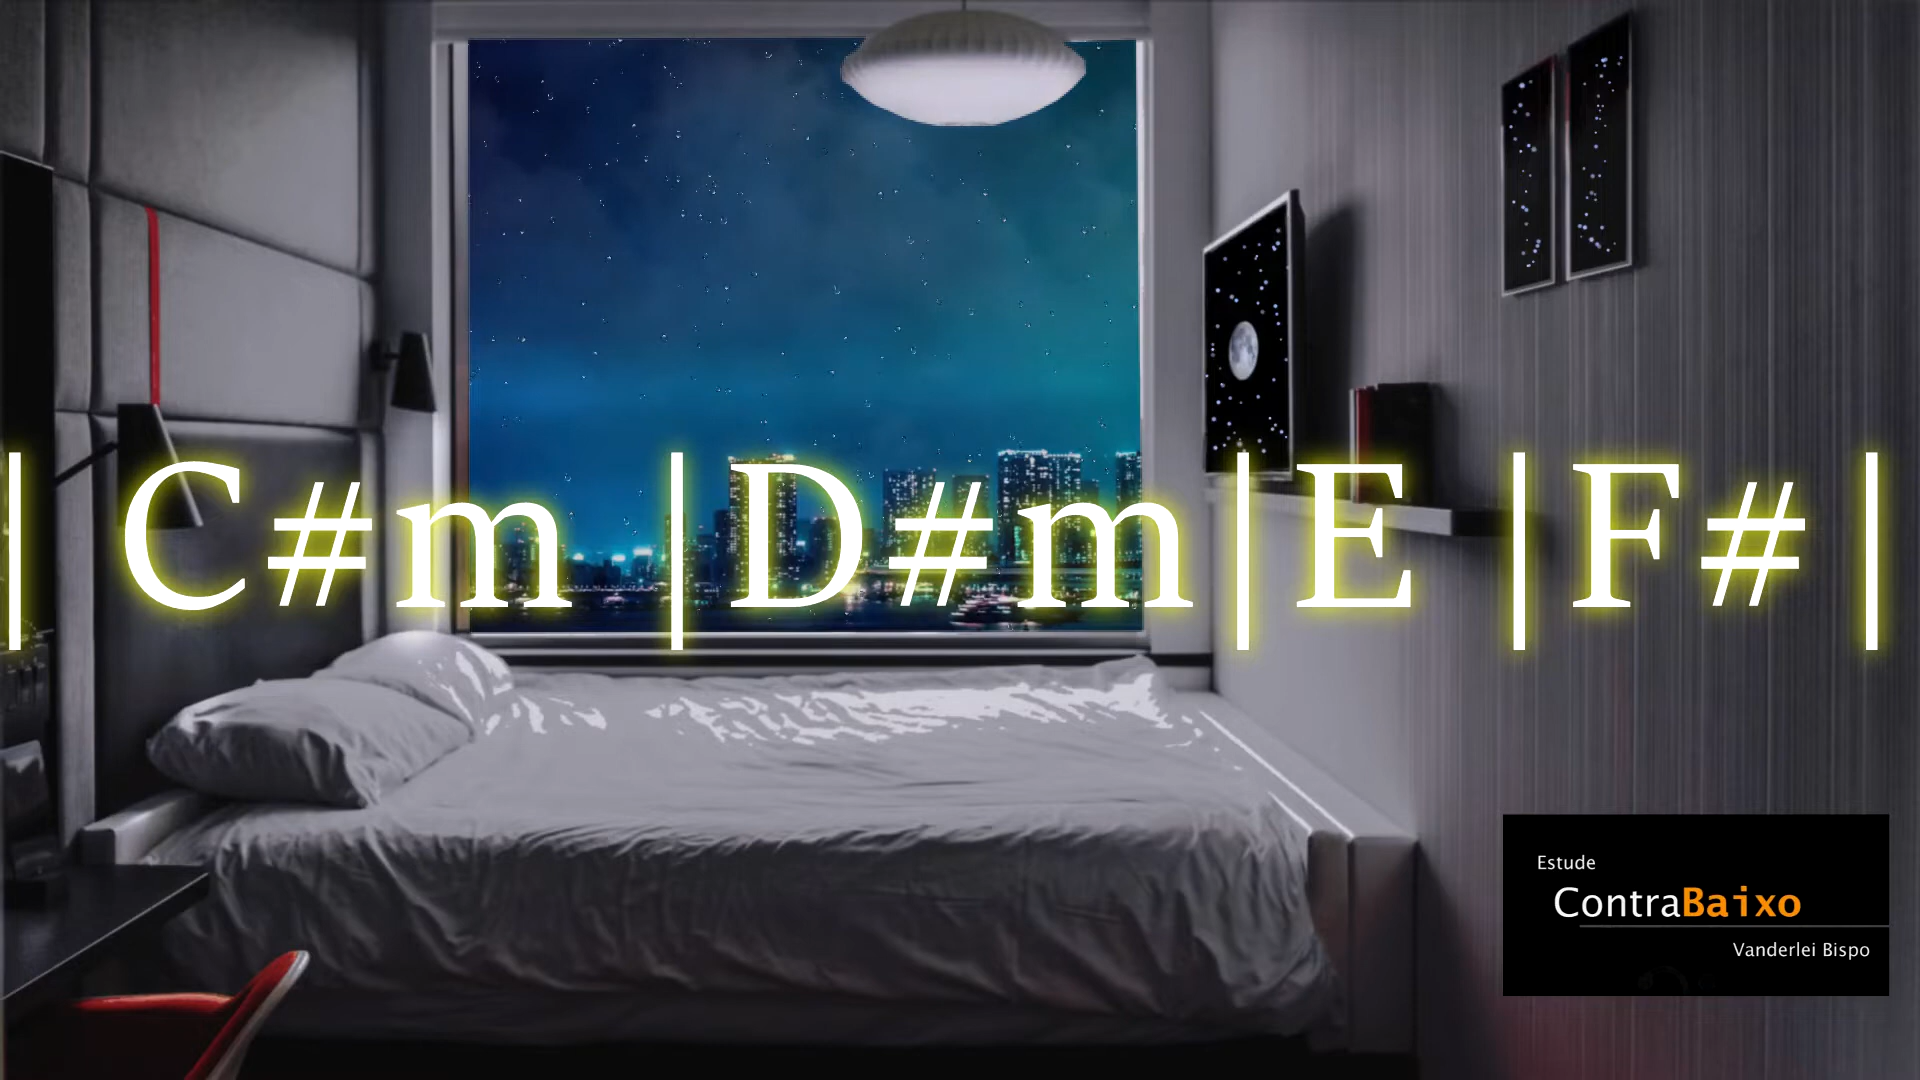 | C#m |D#m|E |F# |
Estude
ContraBaixo
Vanderlei Bispo